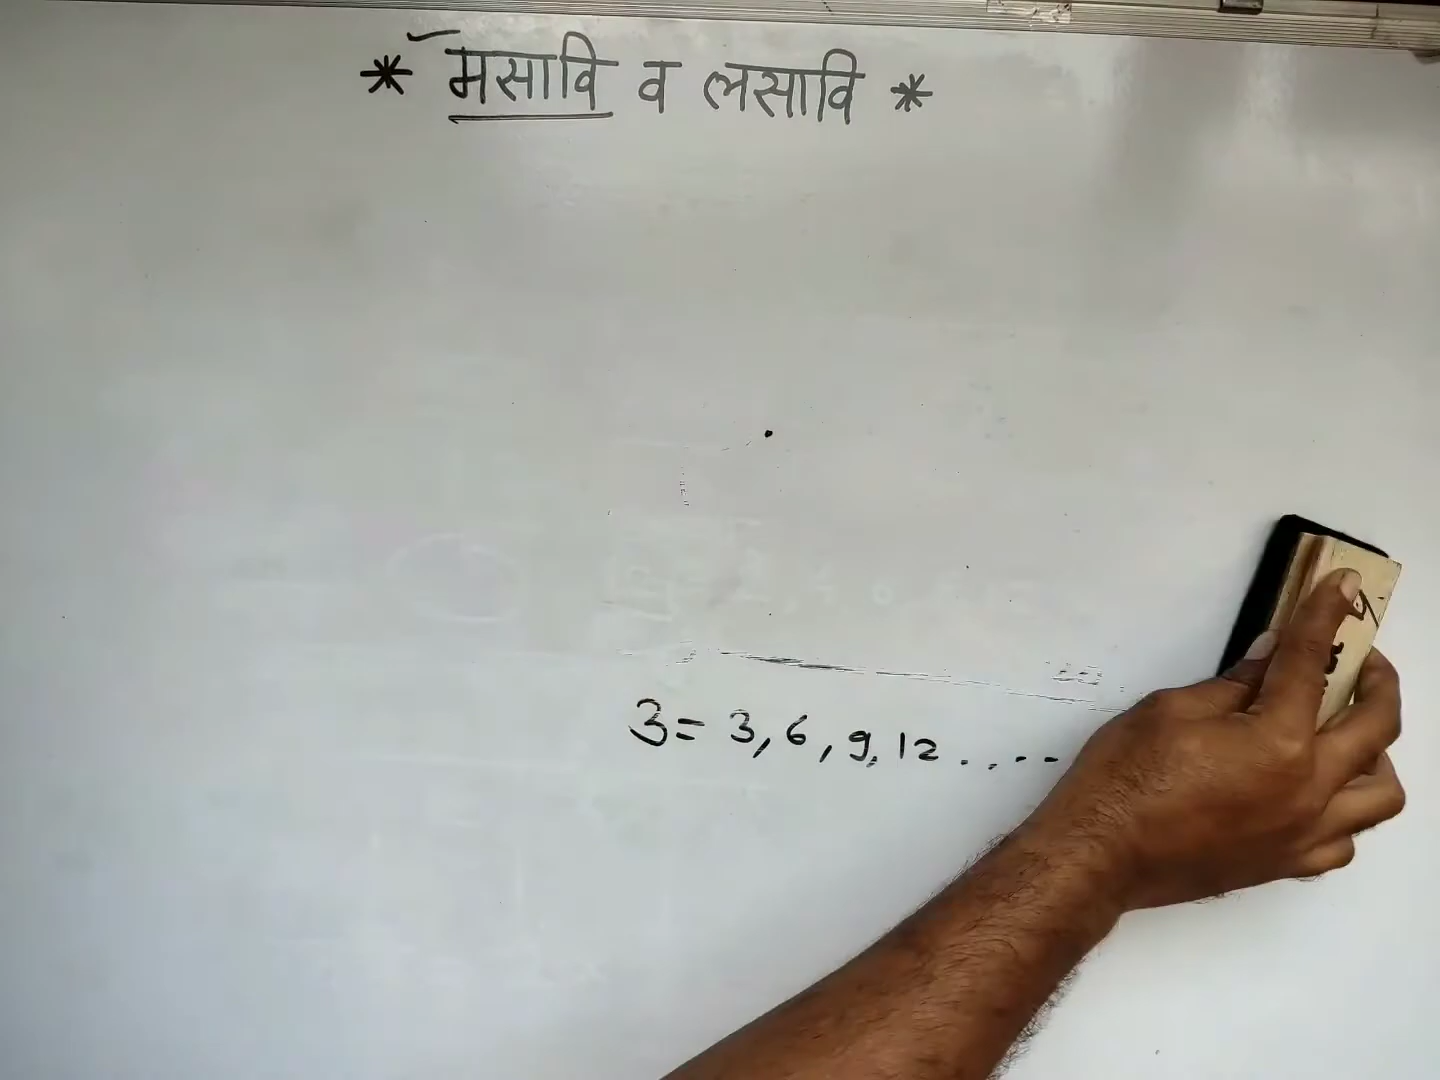 * मसावि व लसावि *
3 = 3, 6, 9, 12 . . . - -